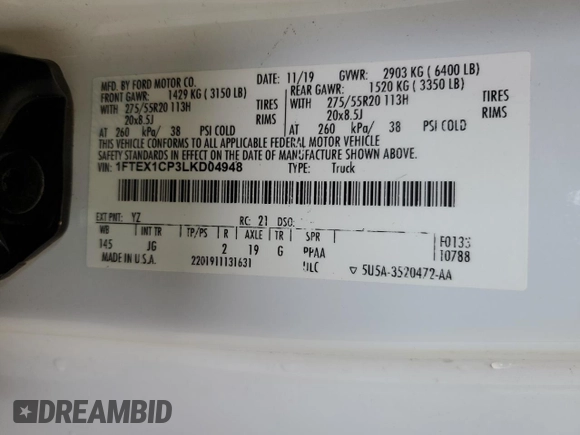 MFD. BY FORD MOTOR CO.
DATE: 11/19 GVWR: 2903 KG ( 6400 LB)
FRONT GAWR: 1429 KG ( 3150 LB)
REAR GAWR: 1520 KG ( 3350 LB)
WITH 275/55R20 113H TIRES
WITH 275/55R20 113H TIRES
20x8.5J RIMS
20x8.5J RIMS
AT 260 kPa/ 38 PSI COLD
AT 260 kPa/ 38 PSI COLD
THIS VEHICLE CONFORMS TO ALL APPLICABLE FEDERAL MOTOR VEHICLE
SAFETY STANDARDS IN EFFECT ON THE DATE OF MANUFACTURE SHOWN ABOVE.
VIN: 1FTEX1CP3LKD04948 TYPE: Truck
EXT PNT: YZ RC: 21 DSO:
WB INT TR TP/PS R AXLE TR SPR
145 JG 2 19 G
F0133
10788
MADE IN U.S.A. 2201911131631 5U5A-3520472-AA
DREAMBID